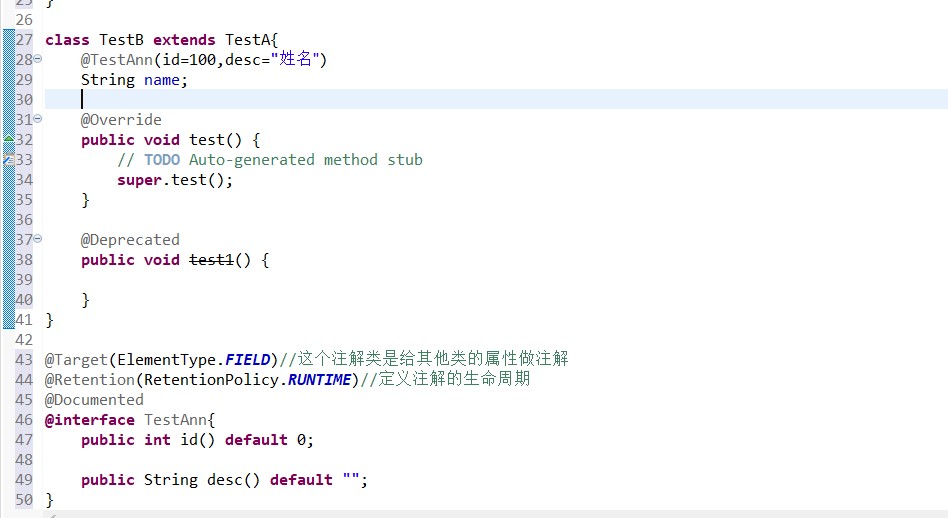 25 }
26
27 class TestB extends TestA{
28 @TestAnn(id=100,desc="姓名")
29 String name;
30
31 @Override
32 public void test() {
33 // TODO Auto-generated method stub
34 super.test();
35 }
36
37 @Deprecated
38 public void test1() {
39
40 }
41 }
42
43 @Target(ElementType.FIELD)//这个注解类是给其他类的属性做注解
44 @Retention(RetentionPolicy.RUNTIME)//定义注解的生命周期
45 @Documented
46 @interface TestAnn{
47 public int id() default 0;
48
49 public String desc() default "";
50 }